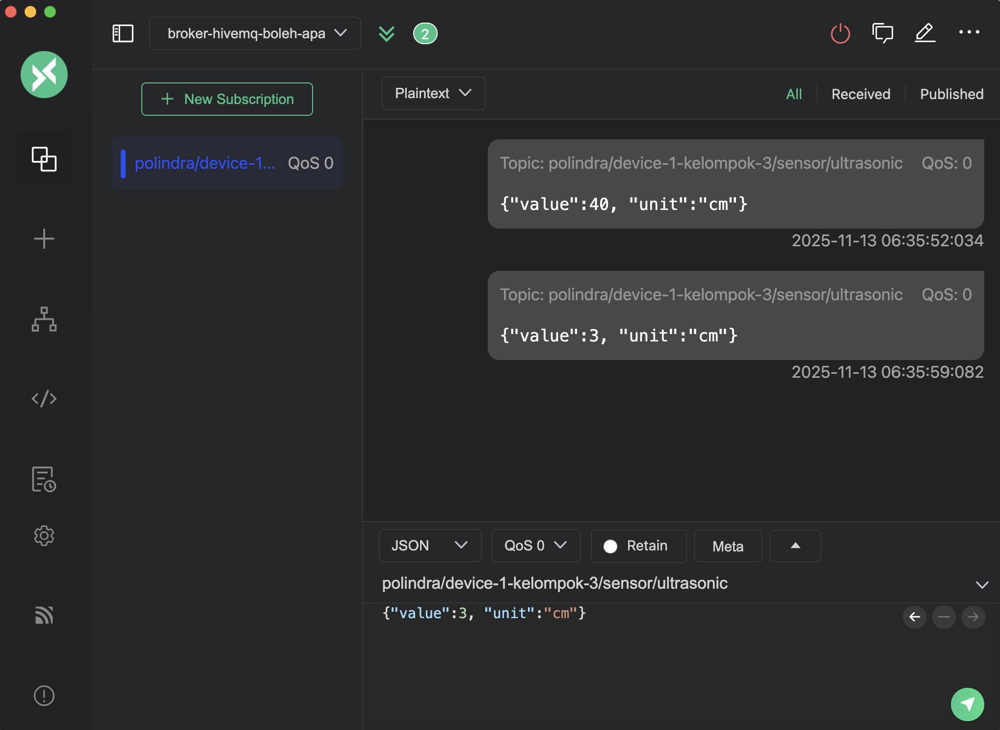 broker-hivemq-boleh-apa
2
New Subscription
polindra/device-1... QoS 0
Plaintext
All
Received
Published
Topic: polindra/device-1-kelompok-3/sensor/ultrasonic QoS: 0
{"value":40, "unit":"cm"}
2025-11-13 06:35:52:034
Topic: polindra/device-1-kelompok-3/sensor/ultrasonic QoS: 0
{"value":3, "unit":"cm"}
2025-11-13 06:35:59:082
JSON
QoS 0
Retain
Meta
polindra/device-1-kelompok-3/sensor/ultrasonic
{"value":3, "unit":"cm"}